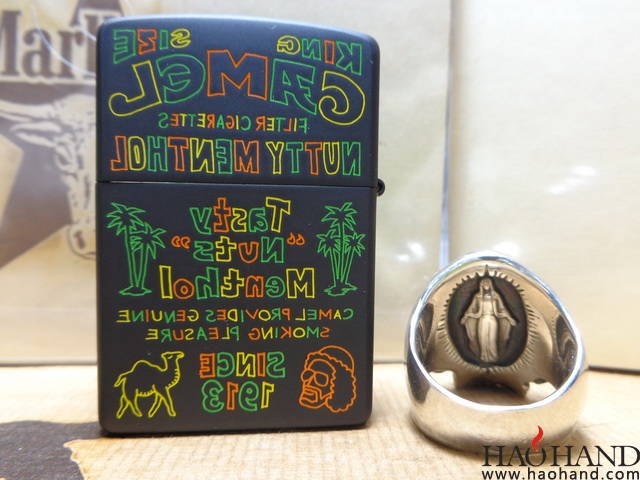 Mark
KING SIZE
CAMEL
FILTER CIGARETTES
NUTTY MENTHOL
Tasty
“Nuts”
Menthol
CAMEL PROVIDES GENUINE
SMOKING PLEASURE
SINCE
1913
HAOHAND
www.haohand.com